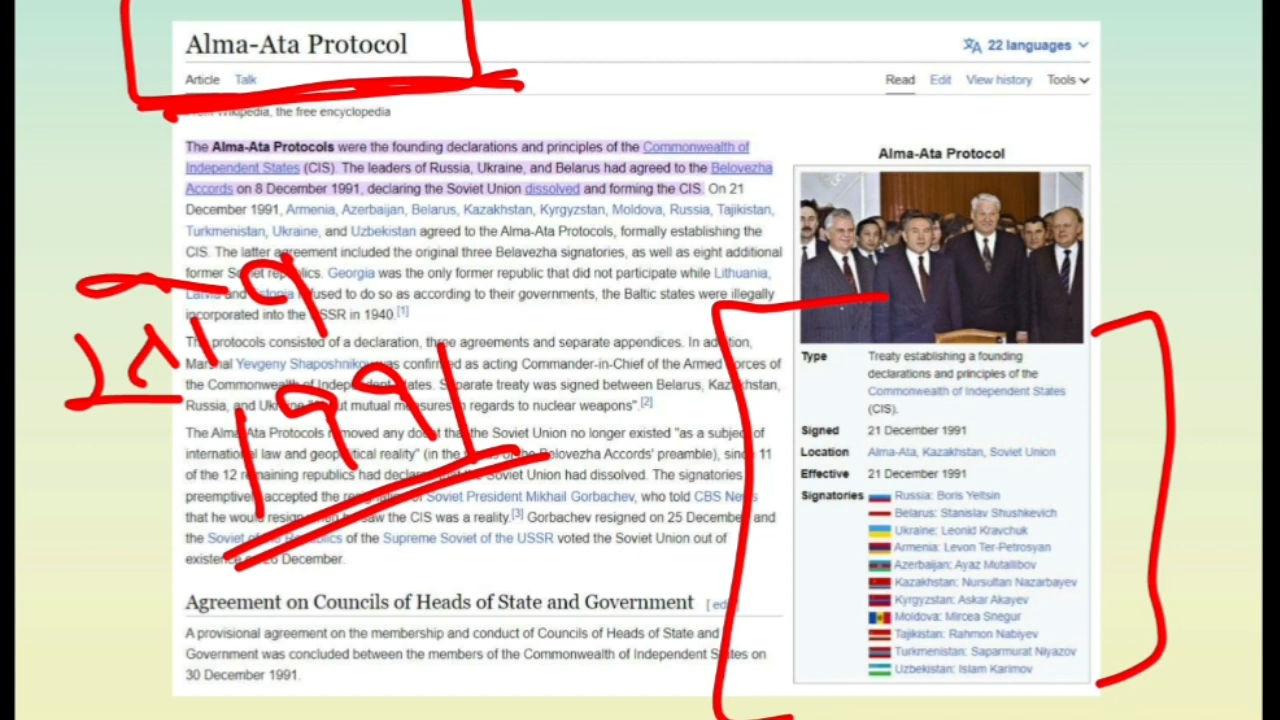 Alma-Ata Protocol
22 languages
Article Talk
Read Edit View history Tools
From Wikipedia, the free encyclopedia
The Alma-Ata Protocols were the founding declarations and principles of the Commonwealth of
Independent States (CIS). The leaders of Russia, Ukraine, and Belarus had agreed to the Belovezha
Accords on 8 December 1991, declaring the Soviet Union dissolved and forming the CIS. On 21
December 1991, Armenia, Azerbaijan, Belarus, Kazakhstan, Kyrgyzstan, Moldova, Russia, Tajikistan,
Turkmenistan, Ukraine, and Uzbekistan agreed to the Alma-Ata Protocols, formally establishing the
CIS. The latter agreement included the original three Belavezha signatories, as well as eight additional
former Soviet republics. Georgia was the only former republic that did not participate while Lithuania,
Latvia and Estonia refused to do so as according to their governments, the Baltic states were illegally
incorporated into the USSR in 1940.[1]
The protocols consisted of a declaration, three agreements and separate appendices. In addition,
Marshal Yevgeny Shaposhnikov was confirmed as acting Commander-in-Chief of the Armed Forces of
the Commonwealth of Independent States. Separate treaty was signed between Belarus, Kazakhstan,
Russia, and Ukraine "about mutual measures in regards to nuclear weapons".[2]
The Alma-Ata Protocols removed any doubt that the Soviet Union no longer existed "as a subject of
international law and geopolitical reality" (in the words of the Belovezha Accords' preamble), since 11
of the 12 remaining republics had declared that the Soviet Union had dissolved. The signatories
preemptively accepted the resignation of Soviet President Mikhail Gorbachev, who told CBS News
that he would resign when he saw the CIS was a reality.[3] Gorbachev resigned on 25 December and
the Soviet of the Republics of the Supreme Soviet of the USSR voted the Soviet Union out of
existence on 26 December.
Agreement on Councils of Heads of State and Government [edit]
A provisional agreement on the membership and conduct of Councils of Heads of State and
Government was concluded between the members of the Commonwealth of Independent States on
30 December 1991.
Alma-Ata Protocol
Type Treaty establishing a founding
declarations and principles of the
Commonwealth of Independent States
(CIS).
Signed 21 December 1991
Location Alma-Ata, Kazakhstan, Soviet Union
Effective 21 December 1991
Signatories Russia: Boris Yeltsin
Belarus: Stanislav Shushkevich
Ukraine: Leonid Kravchuk
Armenia: Levon Ter-Petrosyan
Azerbaijan: Ayaz Mutallibov
Kazakhstan: Nursultan Nazarbayev
Kyrgyzstan: Askar Akayev
Moldova: Mircea Snegur
Tajikistan: Rahmon Nabiyev
Turkmenistan: Saparmurat Niyazov
Uzbekistan: Islam Karimov
1991